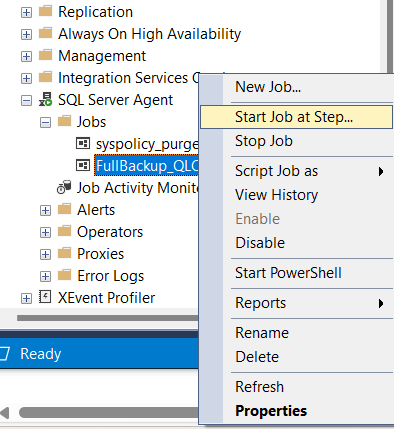 Replication
Always On High Availability
Management
Integration Services
SQL Server Agent
Jobs
syspolicy_purge
FullBackup_QLC
Job Activity Monito
Alerts
Operators
Proxies
Error Logs
XEvent Profiler
Ready
New Job...
Start Job at Step...
Stop Job
Script Job as
View History
Enable
Disable
Start PowerShell
Reports
Rename
Delete
Refresh
Properties